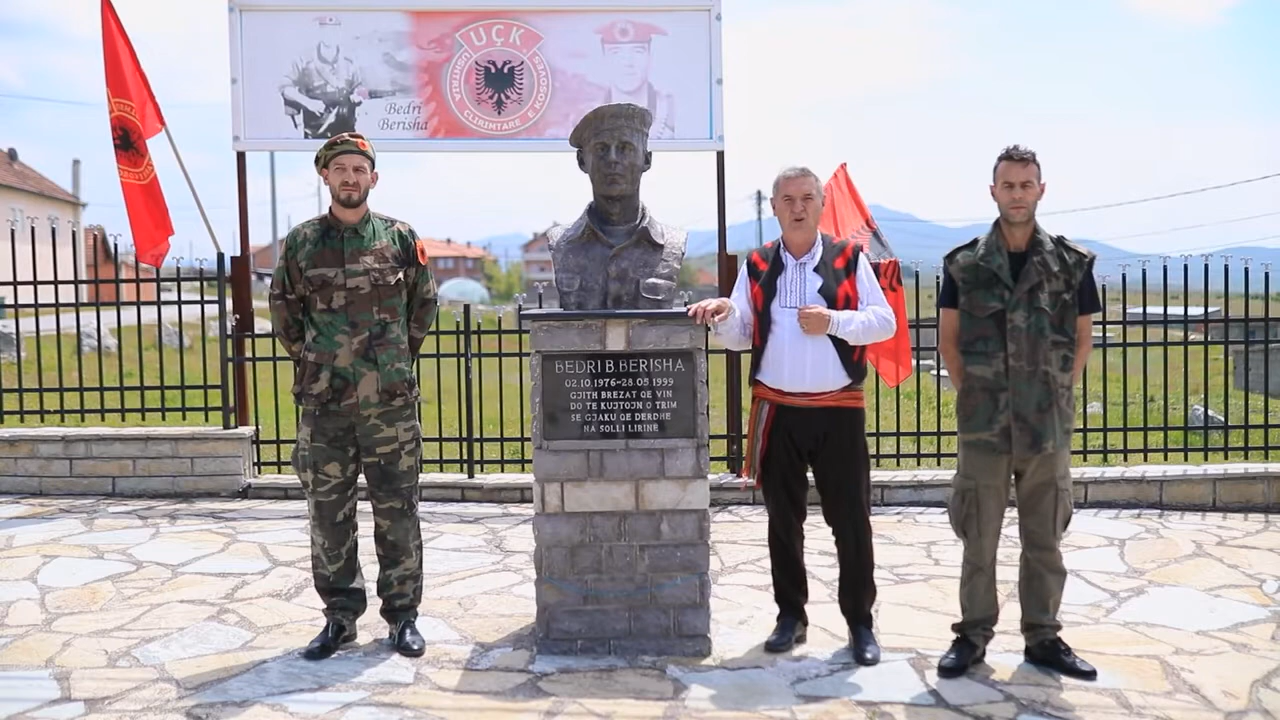 UÇK
USHTRIA ÇLIRIMTARE E KOSOVËS
Bedri
Berisha
BEDRI B.BERISHA
02.10.1976-28.05.1999
GJITH BREZAT QE VIN
DO TE KUJTOJN O TRIM
SE GJAKU QE DERDHE
NA SOLLI LIRINË